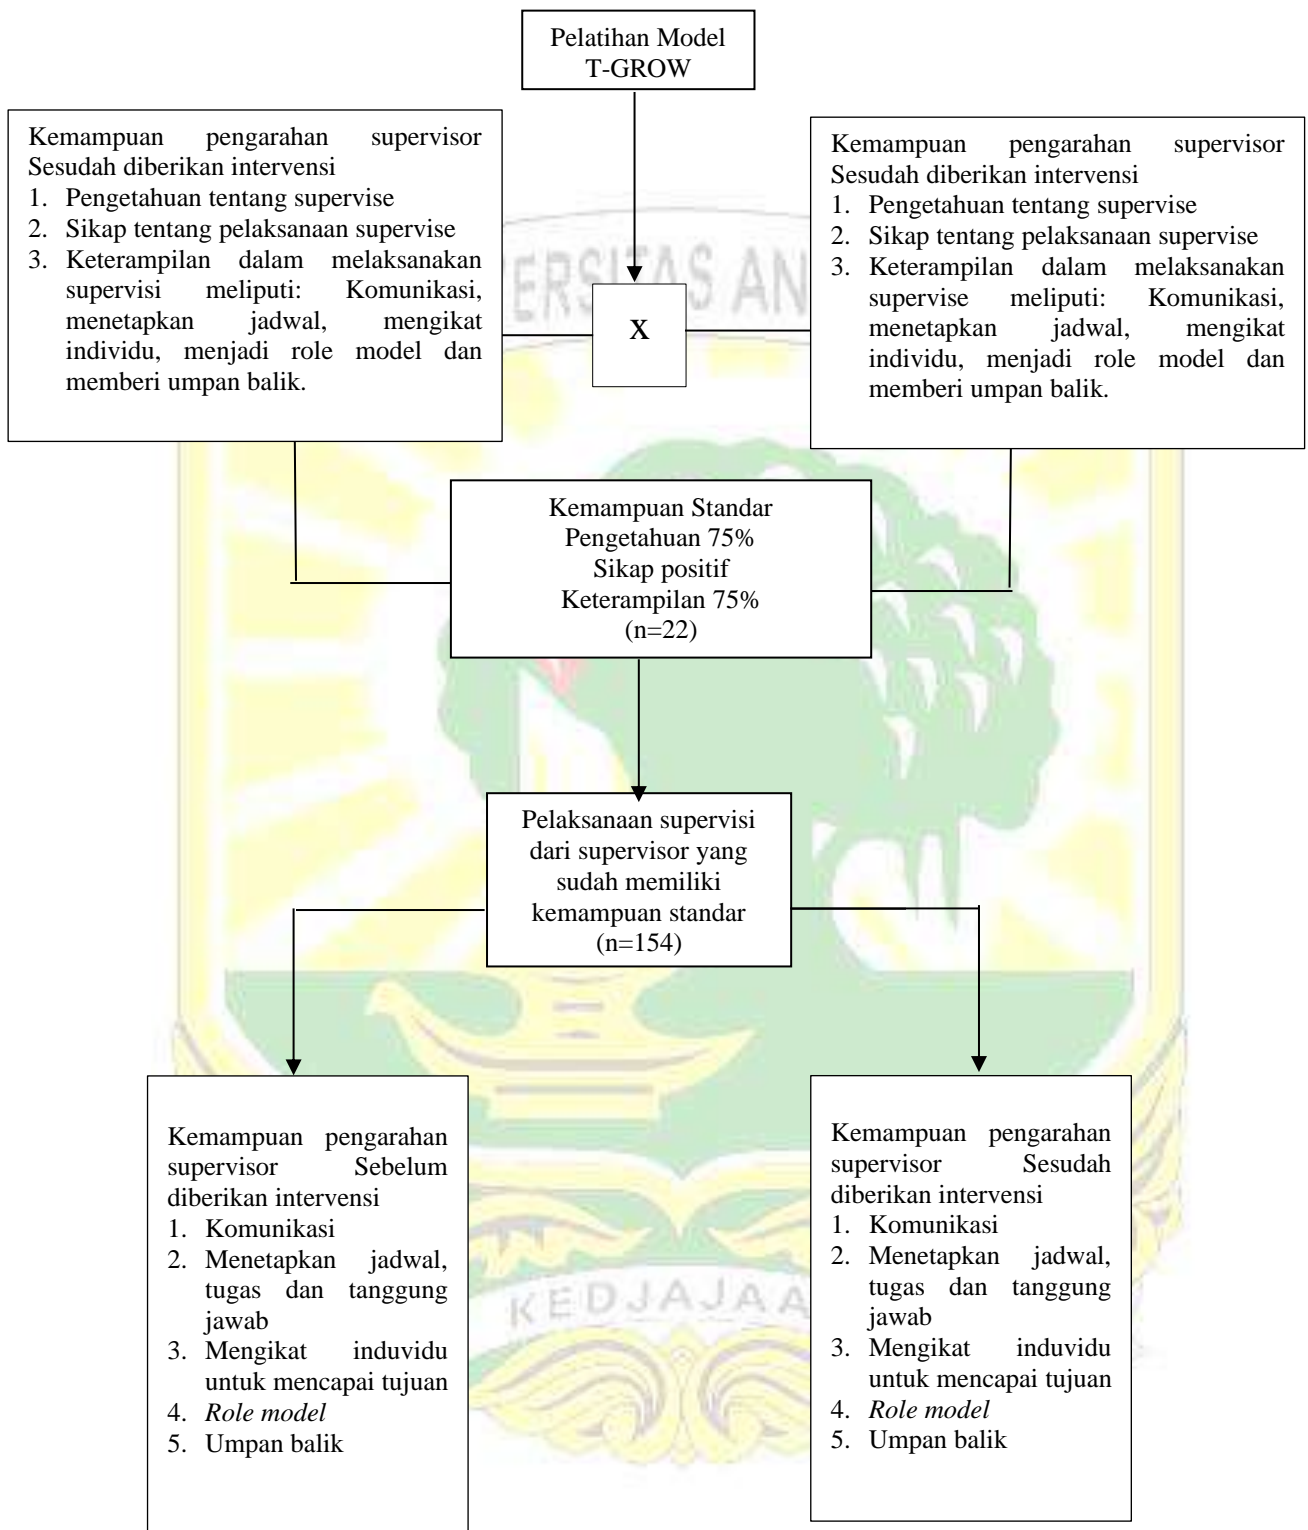 Pelatihan Model
T-GROW
Kemampuan pengarahan supervisor
Sesudah diberikan intervensi
1. Pengetahuan tentang supervise
2. Sikap tentang pelaksanaan supervise
3. Keterampilan dalam melaksanakan
supervisi meliputi: Komunikasi,
menetapkan jadwal, mengikat
individu, menjadi role model dan
memberi umpan balik.
X
Kemampuan pengarahan supervisor
Sesudah diberikan intervensi
1. Pengetahuan tentang supervise
2. Sikap tentang pelaksanaan supervise
3. Keterampilan dalam melaksanakan
supervise meliputi: Komunikasi,
menetapkan jadwal, mengikat
individu, menjadi role model dan
memberi umpan balik.
ERSITAS AN
Kemampuan Standar
Pengetahuan 75%
Sikap positif
Keterampilan 75%
(n=22)
Pelaksanaan supervisi
dari supervisor yang
sudah memiliki
kemampuan standar
(n=154)
Kemampuan pengarahan
supervisor Sebelum
diberikan intervensi
1. Komunikasi
2. Menetapkan jadwal,
tugas dan tanggung
jawab
3. Mengikat induvidu
untuk mencapai tujuan
4. Role model
5. Umpan balik
Kemampuan pengarahan
supervisor Sesudah
diberikan intervensi
1. Komunikasi
2. Menetapkan jadwal,
tugas dan tanggung
jawab
3. Mengikat induvidu
untuk mencapai tujuan
4. Role model
5. Umpan balik
KEDJAJAA